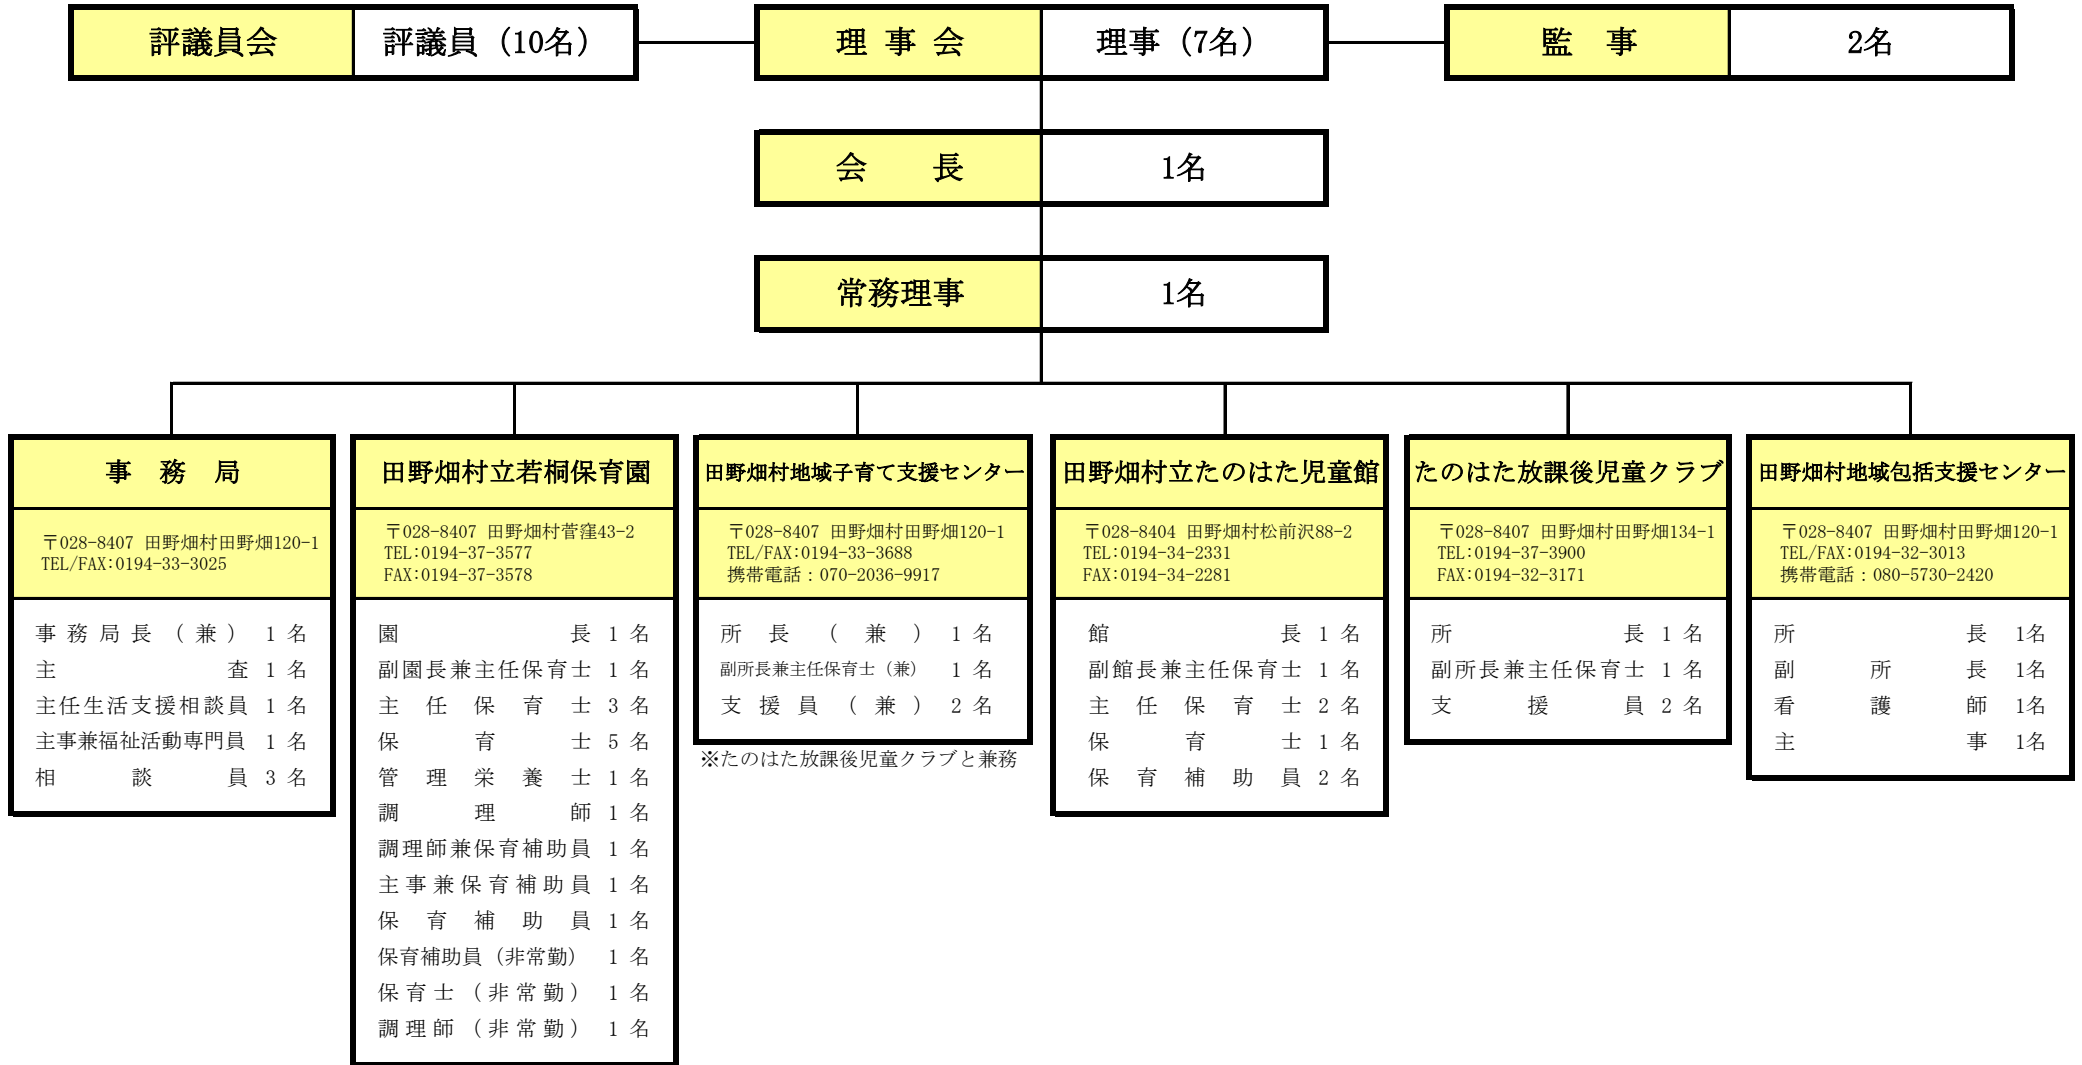 評議員会 評議員（10名）
理事会 理事（7名）
監事 2名
会長 1名
常務理事 1名
事務局
〒028-8407 田野畑村田野畑120-1
TEL/FAX:0194-33-3025
事務局長（兼） 1名
主査 1名
主任生活支援相談員 1名
主事兼福祉活動専門員 1名
相談員 3名
田野畑村立若桐保育園
〒028-8407 田野畑村菅窪43-2
TEL:0194-37-3577
FAX:0194-37-3578
園長 1名
副園長兼主任保育士 1名
主任保育士 3名
保育士 5名
管理栄養士 1名
調理師 1名
調理師兼保育補助員 1名
主事兼保育補助員 1名
保育補助員 1名
保育補助員（非常勤） 1名
保育士（非常勤） 1名
調理師（非常勤） 1名
田野畑村地域子育て支援センター
〒028-8407 田野畑村田野畑120-1
TEL/FAX:0194-33-3688
携帯電話：070-2036-9917
所長（兼） 1名
副所長兼主任保育士（兼） 1名
支援員（兼） 2名
※たのはた放課後児童クラブと兼務
田野畑村立たのはた児童館
〒028-8404 田野畑村松前沢88-2
TEL:0194-34-2331
FAX:0194-34-2281
館長 1名
副館長兼主任保育士 1名
主任保育士 2名
保育士 1名
保育補助員 2名
たのはた放課後児童クラブ
〒028-8407 田野畑村田野畑134-1
TEL:0194-37-3900
FAX:0194-32-3171
所長 1名
副所長兼主任保育士 1名
支援員 2名
田野畑村地域包括支援センター
〒028-8407 田野畑村田野畑120-1
TEL/FAX:0194-32-3013
携帯電話：080-5730-2420
所長 1名
副所長 1名
看護師 1名
主事 1名